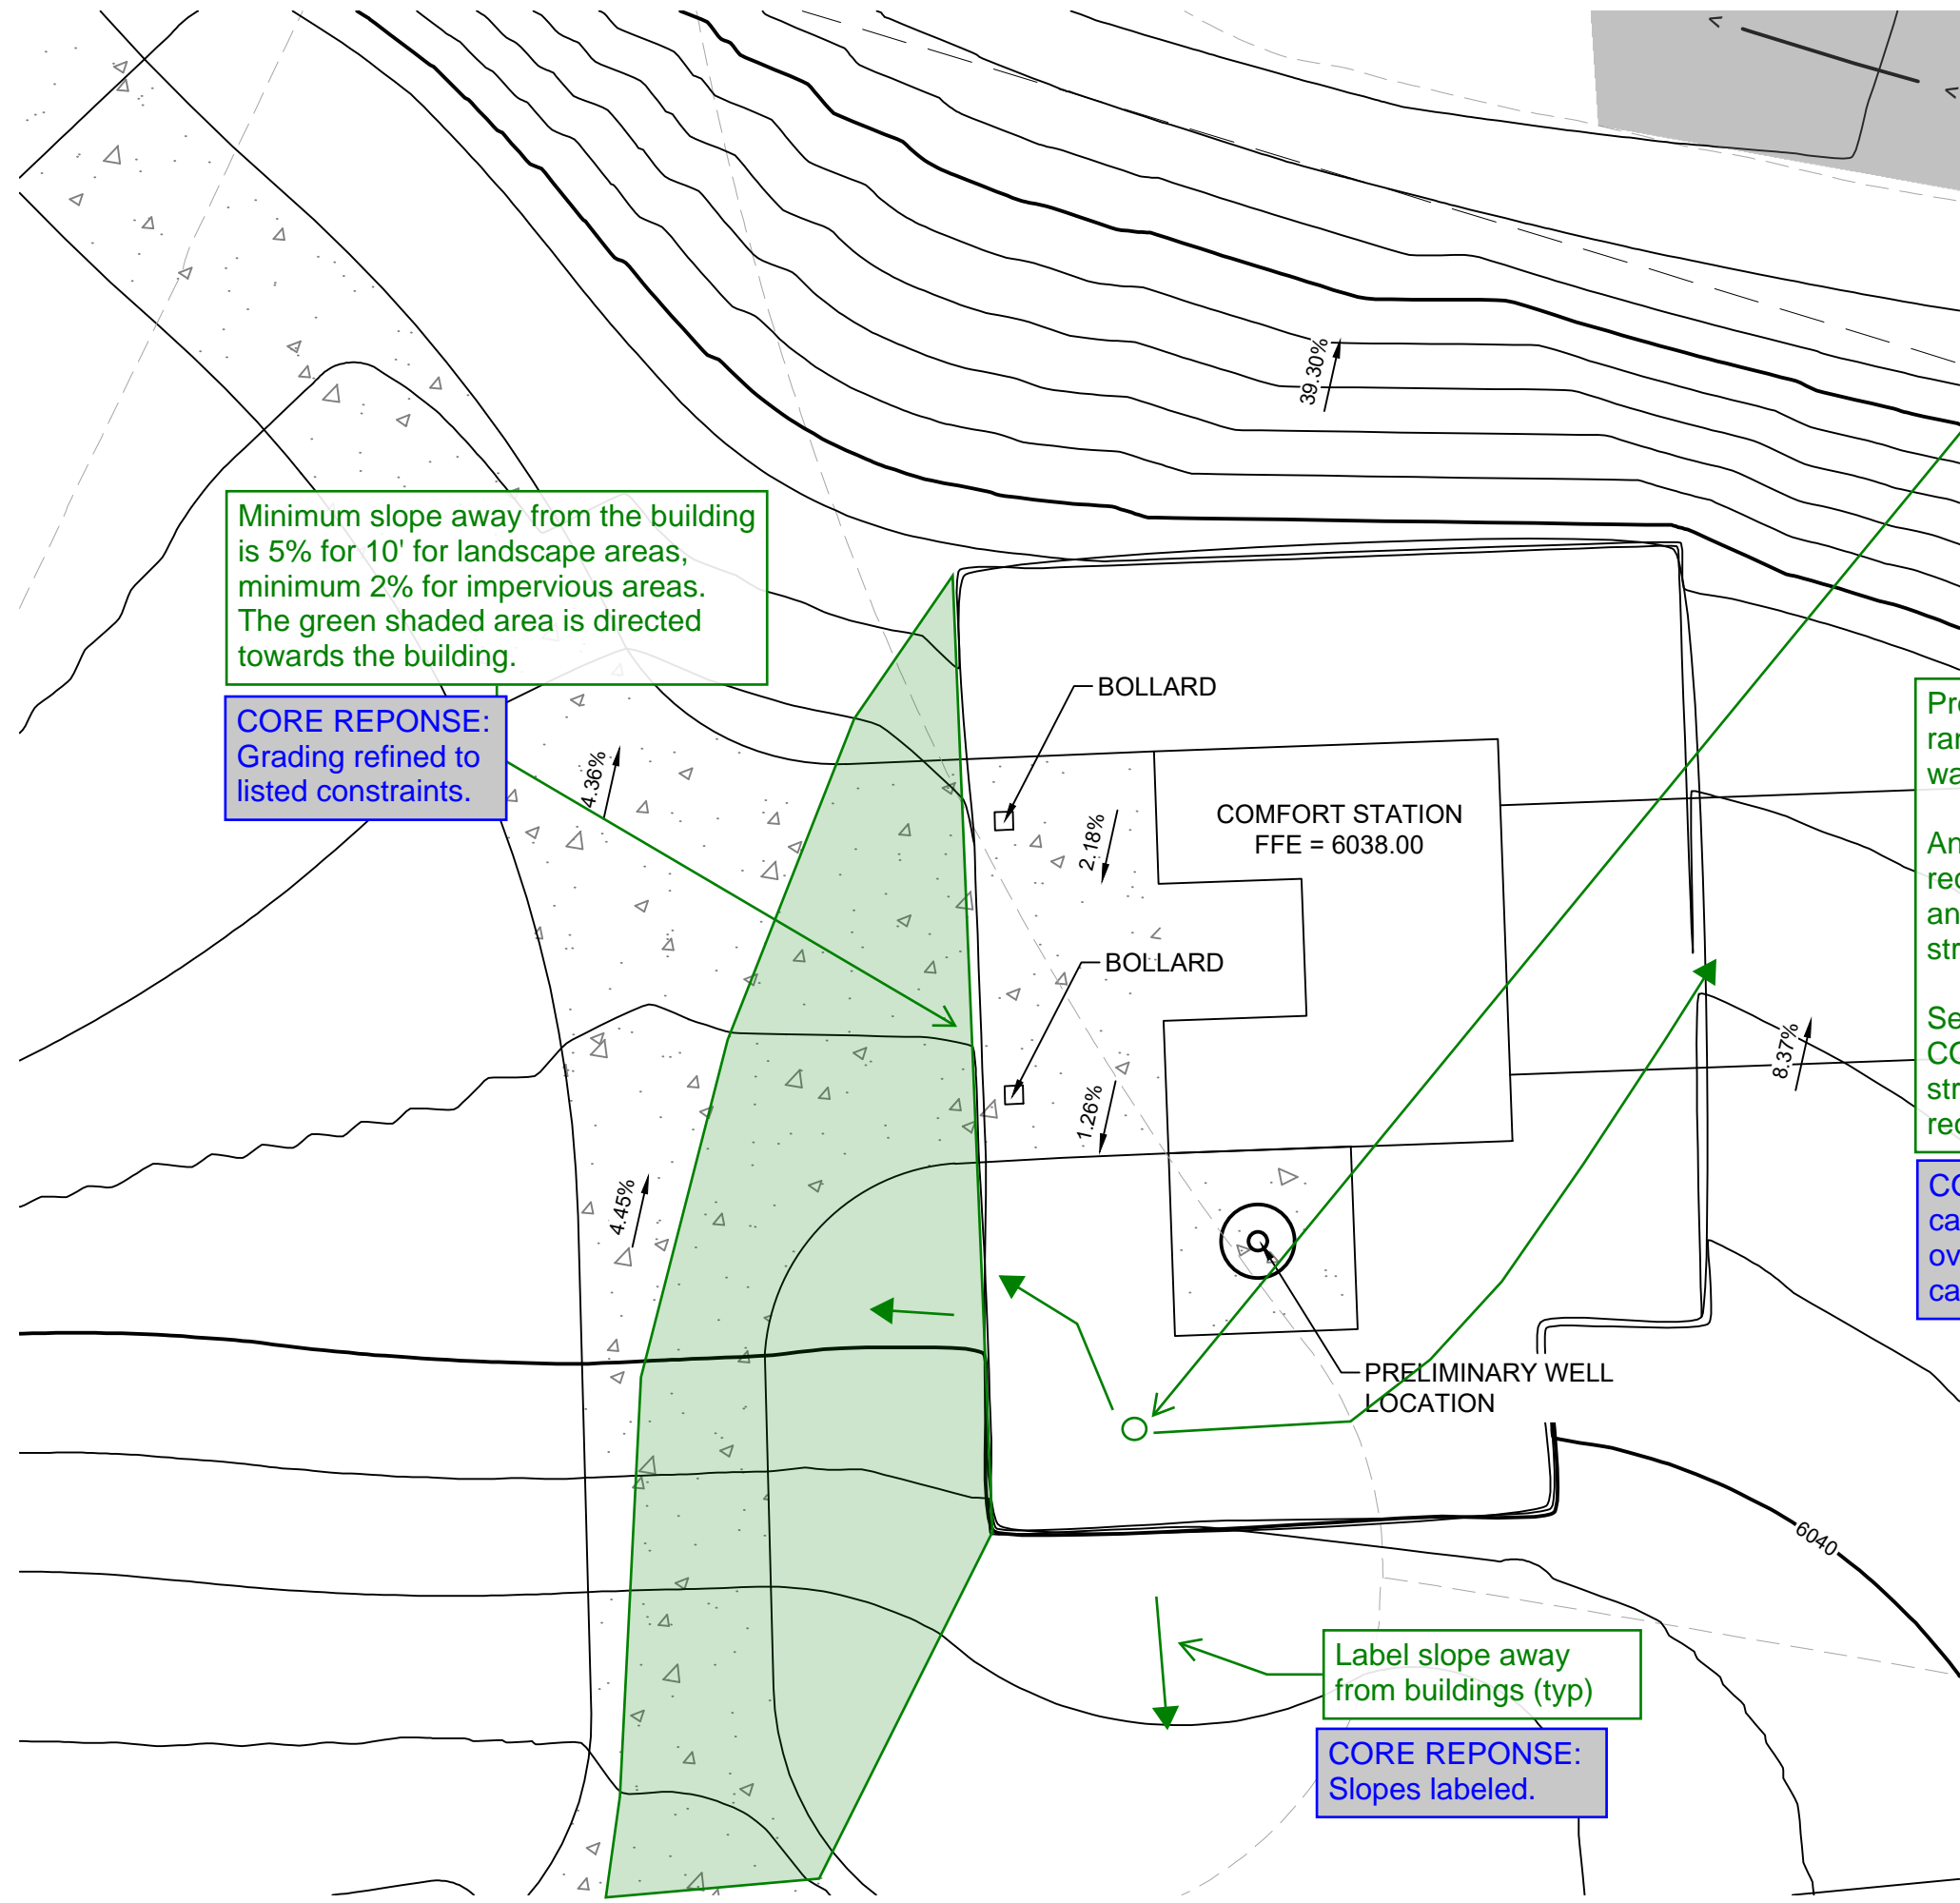 39.30%
Minimum slope away from the building
is 5% for 10' for landscape areas,
minimum 2% for impervious areas.
The green shaded area is directed
towards the building.
CORE REPONSE:
Grading refined to
listed constraints.
4.36%
BOLLARD
COMFORT STATION
FFE = 6038.00
2.18%
BOLLARD
1.26%
8.37%
4.45%
PRELIMINARY WELL
LOCATION
6040
Label slope away
from buildings (typ)
CORE REPONSE:
Slopes labeled.